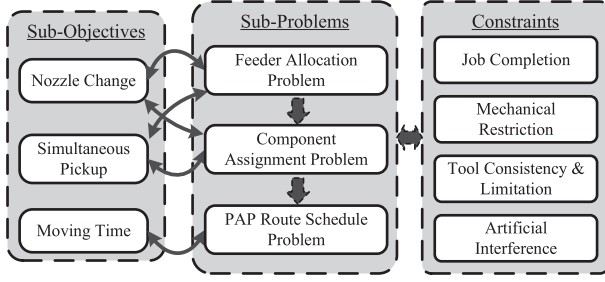 Sub-Objectives
Nozzle Change
Simultaneous
Pickup
Moving Time
Sub-Problems
Feeder Allocation
Problem
Component
Assignment Problem
PAP Route Schedule
Problem
Constraints
Job Completion
Mechanical
Restriction
Tool Consistency &
Limitation
Artificial
Interference